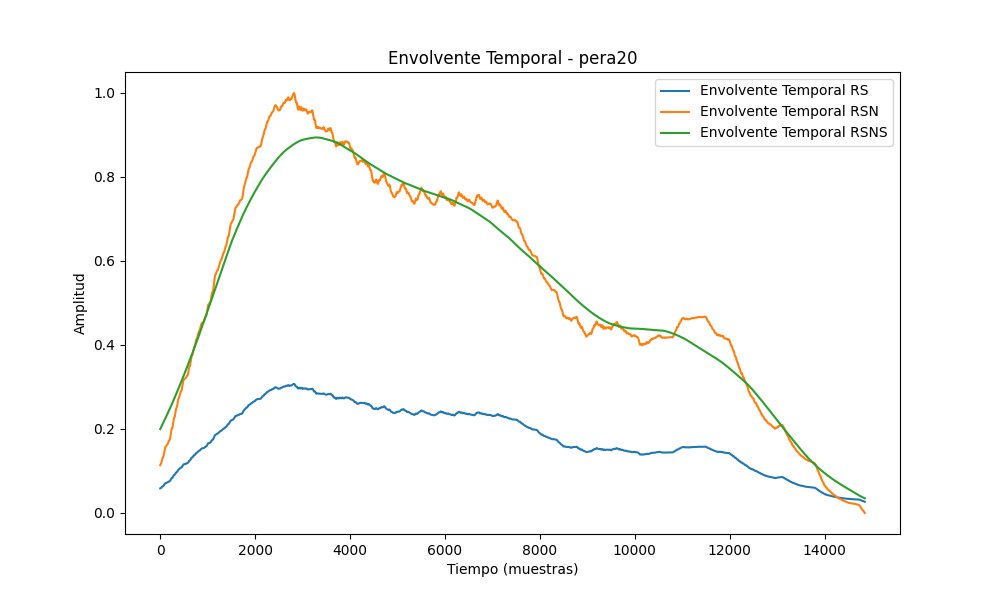 Envolvente Temporal - pera20
Envolvente Temporal RS
Envolvente Temporal RSN
Envolvente Temporal RSNS
1.0
0.8
0.6
0.4
0.2
0.0
Amplitud
0 2000 4000 6000 8000 10000 12000 14000
Tiempo (muestras)